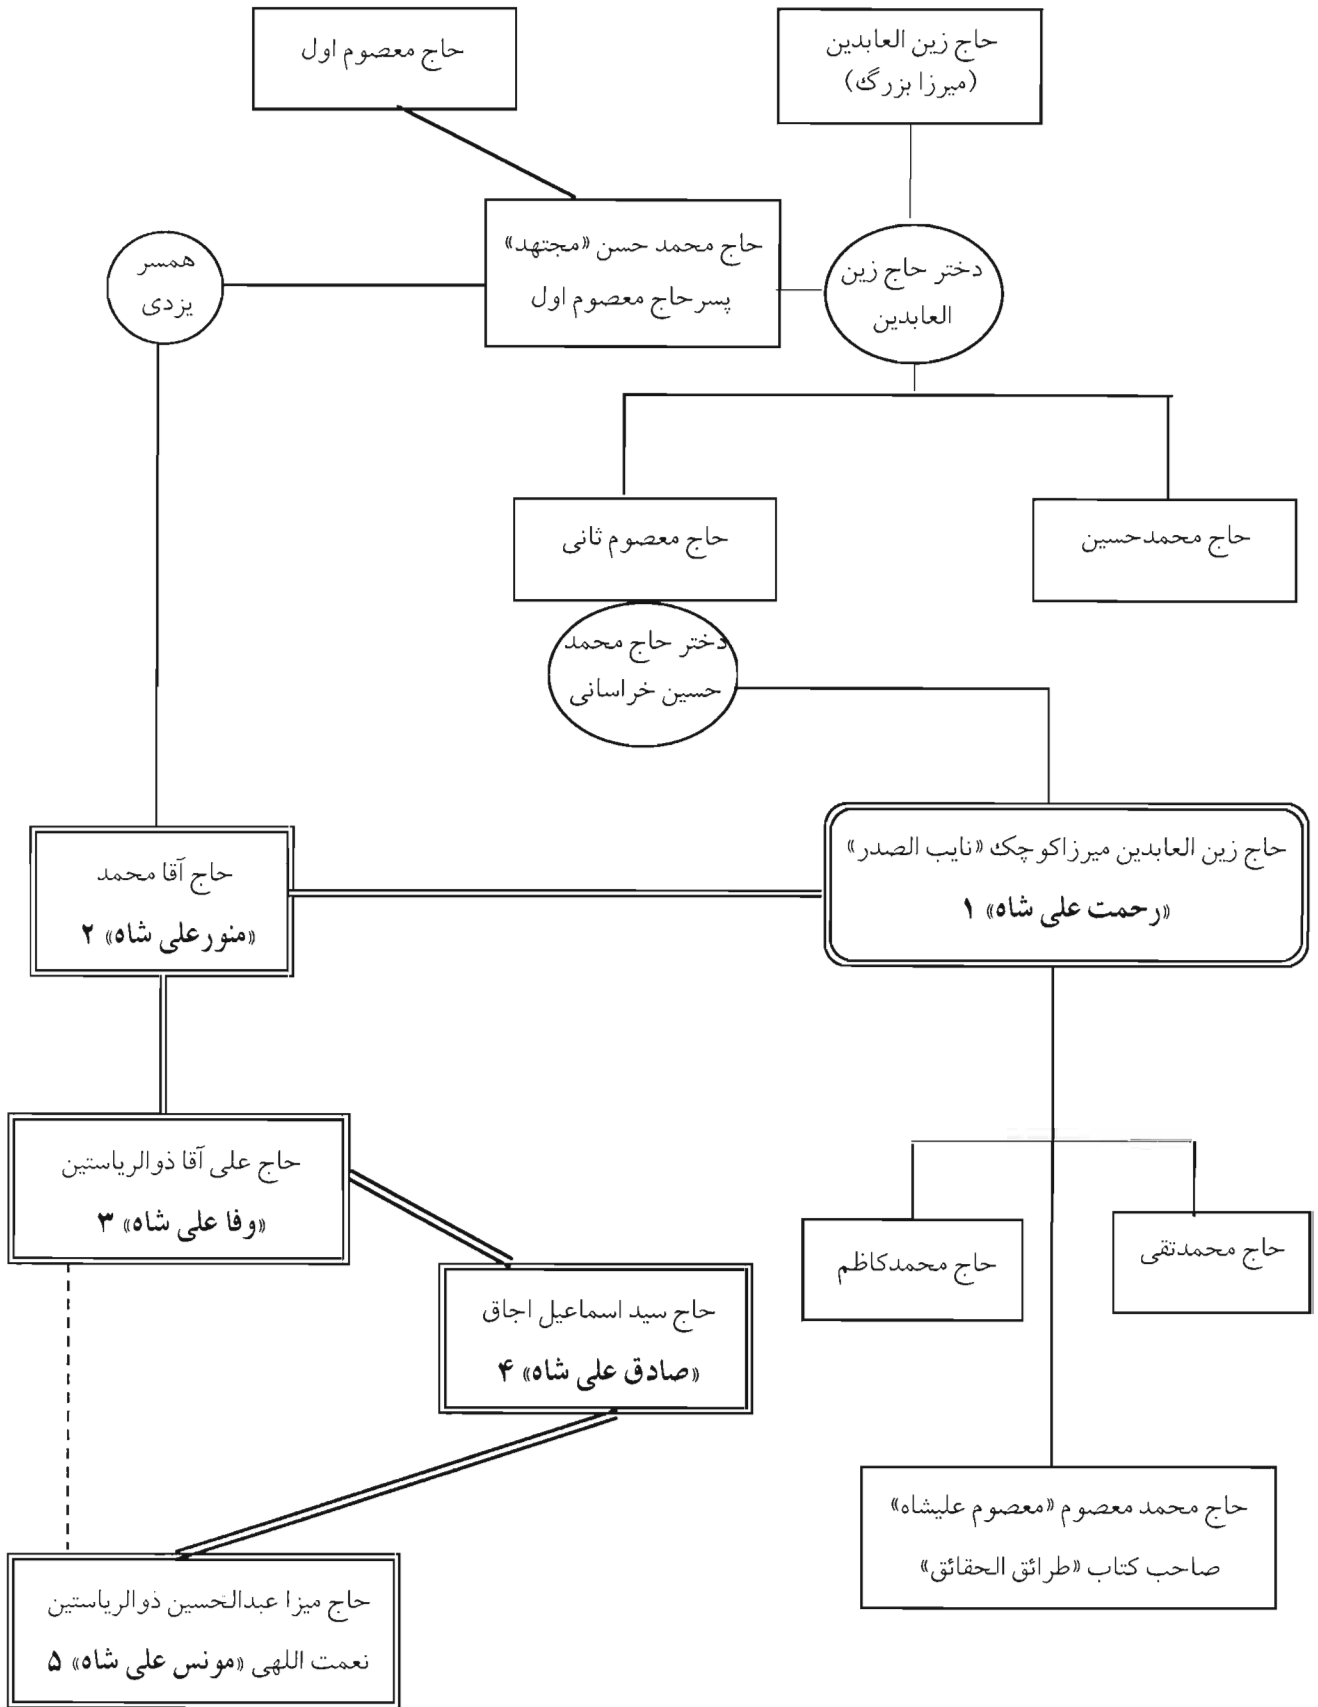 حاج معصوم اول
حاج زین العابدین
(میرزا بزرگ)
حاج محمد حسن «مجتهد»
پسرحاج معصوم اول
دختر حاج زین
العابدین
همسر
یزدی
حاج معصوم ثانی
حاج محمدحسین
دختر حاج محمد
حسین خراسانی
حاج زین العابدین میرزاکوچک «نایب الصدر»
«رحمت علی شاه» ۱
حاج آقا محمد
«منورعلی شاه» ۲
حاج علی آقا ذوالریاستین
«وفا علی شاه» ۳
حاج محمدکاظم
حاج محمدتقی
حاج سید اسماعیل اجاق
«صادق علی شاه» ۴
حاج محمد معصوم «معصوم علیشاه»
صاحب کتاب «طرائق الحقائق»
حاج میزا عبدالحسین ذوالریاستین
نعمت اللهی «مونس علی شاه» ۵